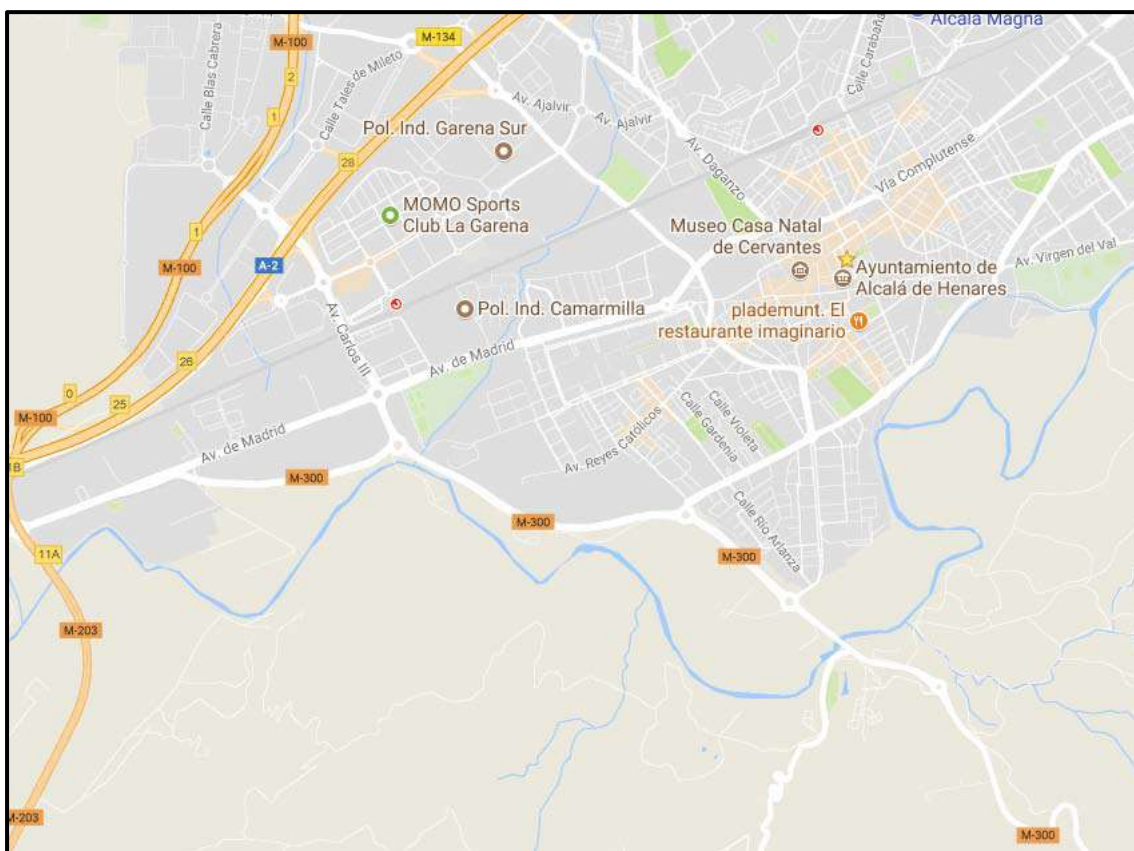 Alcalá Magna
M-100
M-134
Calle Blas Cabrera
Calle Tales de Mileto
Calle Carabaña
2
1
Av. Ajalvir
Av. Ajalvir
Pol. Ind. Garena Sur
28
Av. Daganzo
Vía Complutense
MOMO Sports
Club La Garena
Museo Casa Natal
de Cervantes
1
M-100
A-2
Av. Virgen del Val
Ayuntamiento de
Alcalá de Henares
Pol. Ind. Camarmilla
plademunt. El
restaurante imaginario
Av. Carlos III
Av. de Madrid
26
0
25
M-100
Calle Violeta
Calle Gardenia
Av. de Madrid
Av. Reyes Católicos
1B
M-300
M-300
Calle Río Arlanza
11A
M-300
M-203
M-203
M-300